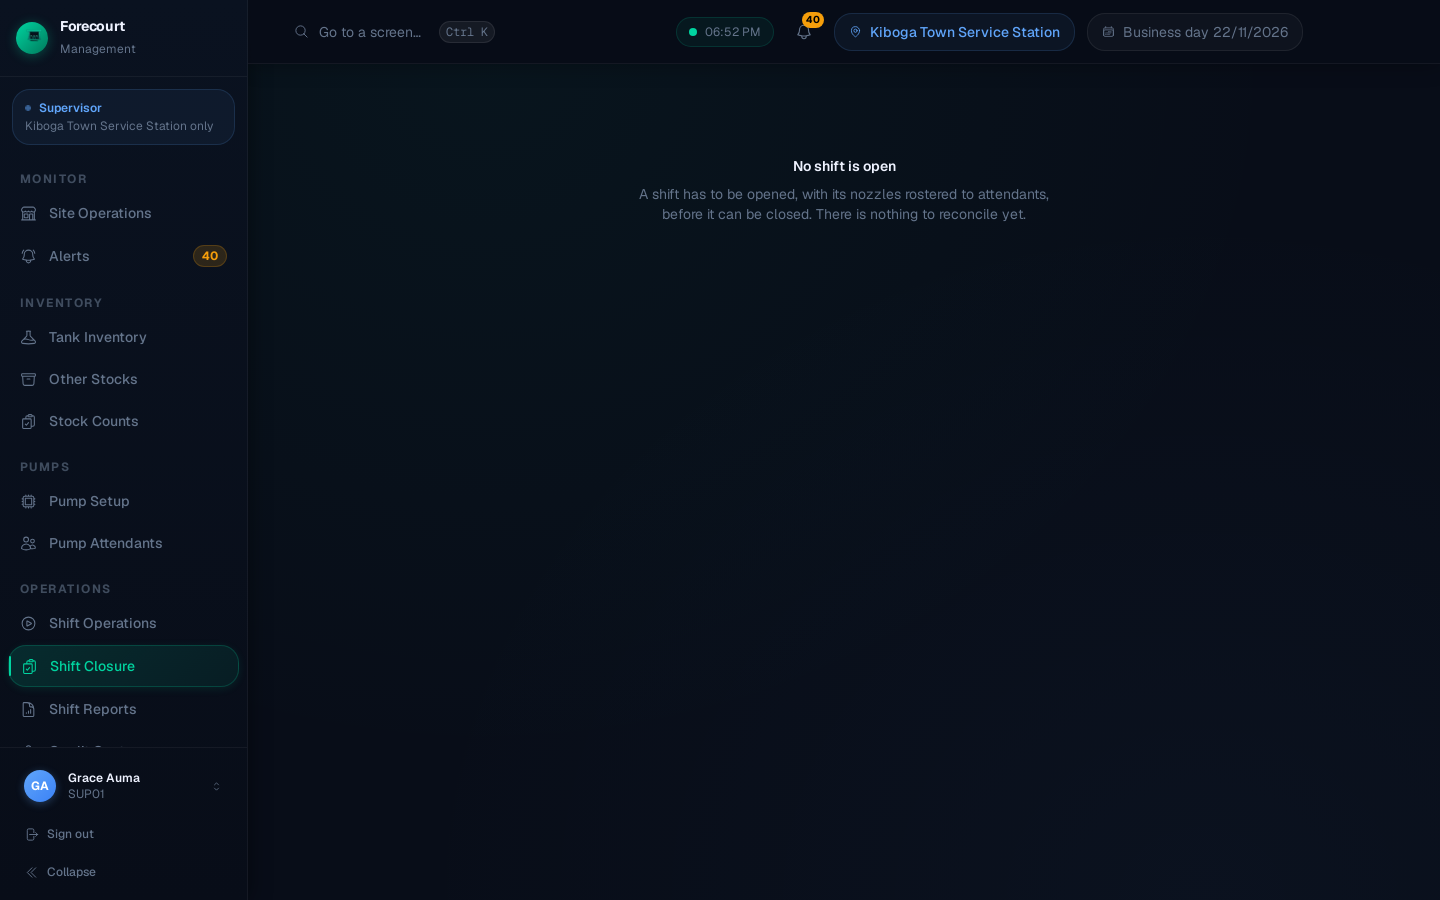 Forecourt
Management
Go to a screen...
Ctrl K
06:52 PM
40
Kiboga Town Service Station
Business day 22/11/2026
Supervisor
Kiboga Town Service Station only
MONITOR
Site Operations
Alerts
40
INVENTORY
Tank Inventory
Other Stocks
Stock Counts
PUMPS
Pump Setup
Pump Attendants
OPERATIONS
Shift Operations
Shift Closure
Shift Reports
Grace Auma
GA
SUP01
Sign out
Collapse
No shift is open
A shift has to be opened, with its nozzles rostered to attendants,
before it can be closed. There is nothing to reconcile yet.